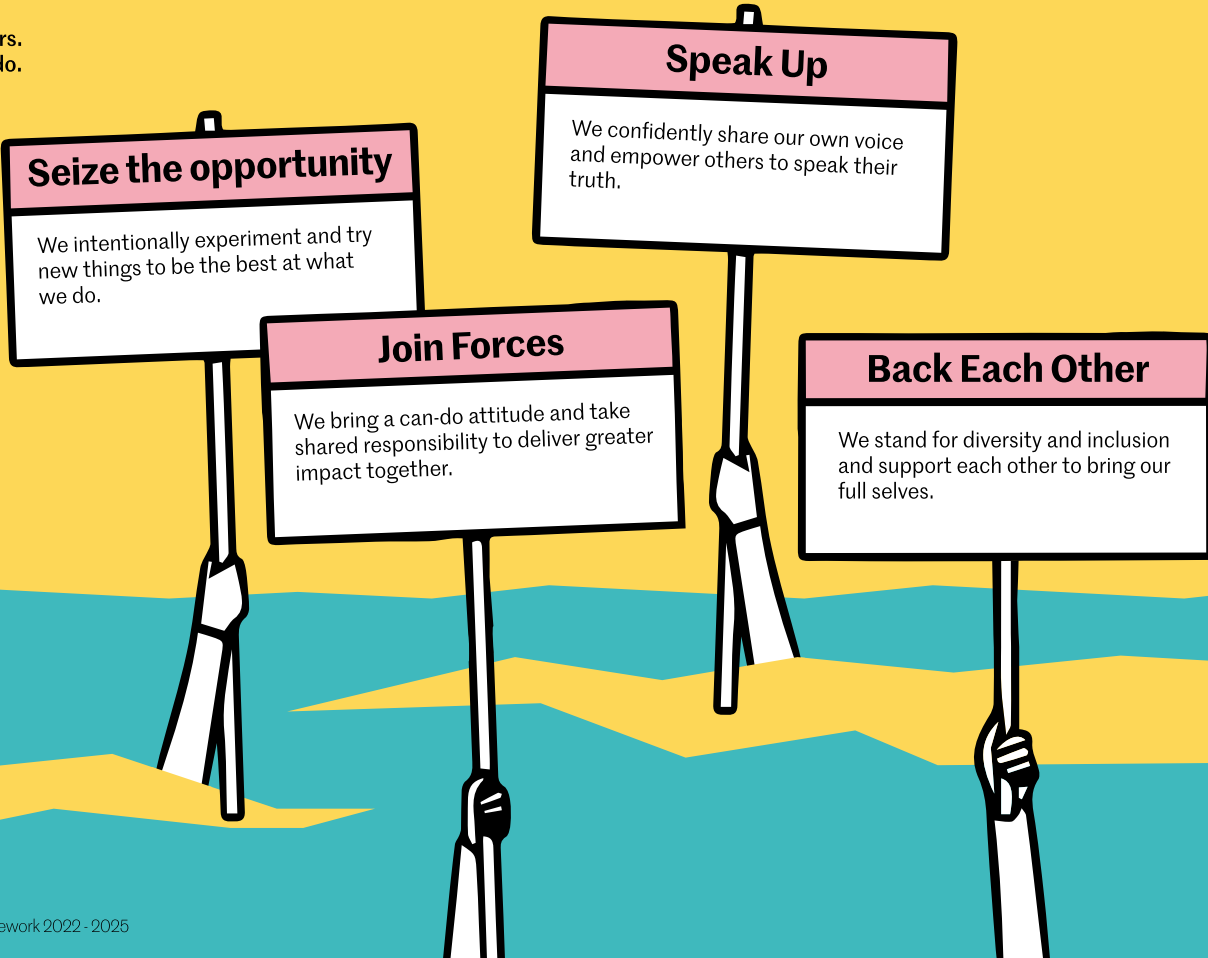 rs.
do.
Seize the opportunity
We intentionally experiment and try
new things to be the best at what
we do.
Speak Up
We confidently share our own voice
and empower others to speak their
truth.
Join Forces
We bring a can-do attitude and take
shared responsibility to deliver greater
impact together.
Back Each Other
We stand for diversity and inclusion
and support each other to bring our
full selves.
ework 2022 - 2025